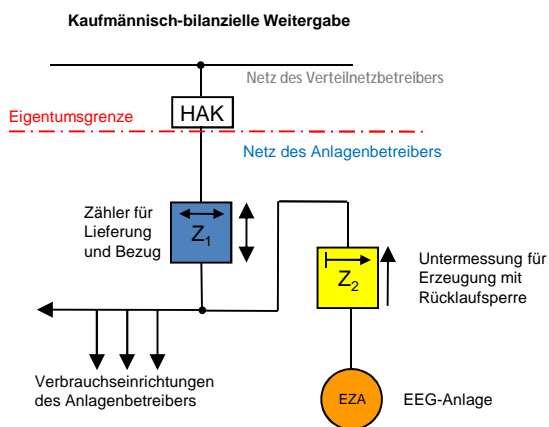 Kaufmännisch-bilanzielle Weitergabe
Netz des Verteilnetzbetreibers
HAK
Eigentumsgrenze
Netz des Anlagenbetreibers
Zähler für
Lieferung
und Bezug
Z1
Untermessung für
Erzeugung mit
Rücklaufsperre
Z2
Verbrauchseinrichtungen
des Anlagenbetreibers
EZA
EEG-Anlage